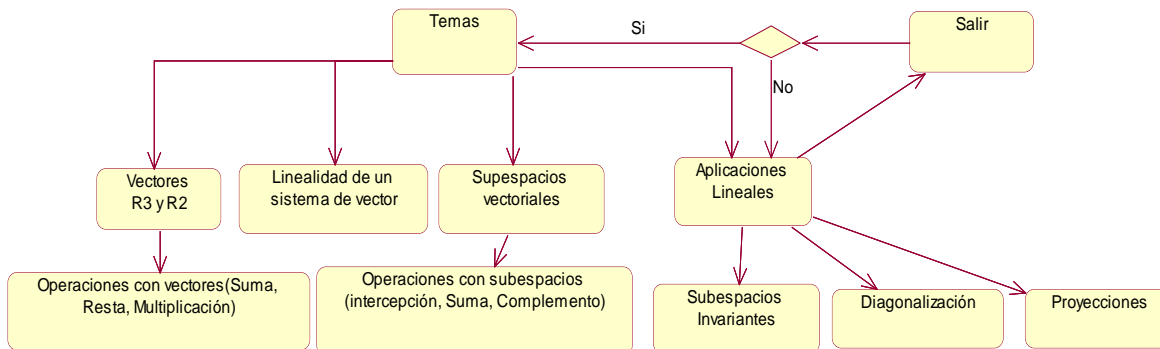 Temas
Si
Salir
No
Vectores
R3 y R2
Linealidad de un
sistema de vector
Supespacios
vectoriales
Aplicaciones
Lineales
Operaciones con vectores(Suma,
Resta, Multiplicación)
Operaciones con subespacios
(intercepción, Suma, Complemento)
Subespacios
Invariantes
Diagonalización
Proyecciones